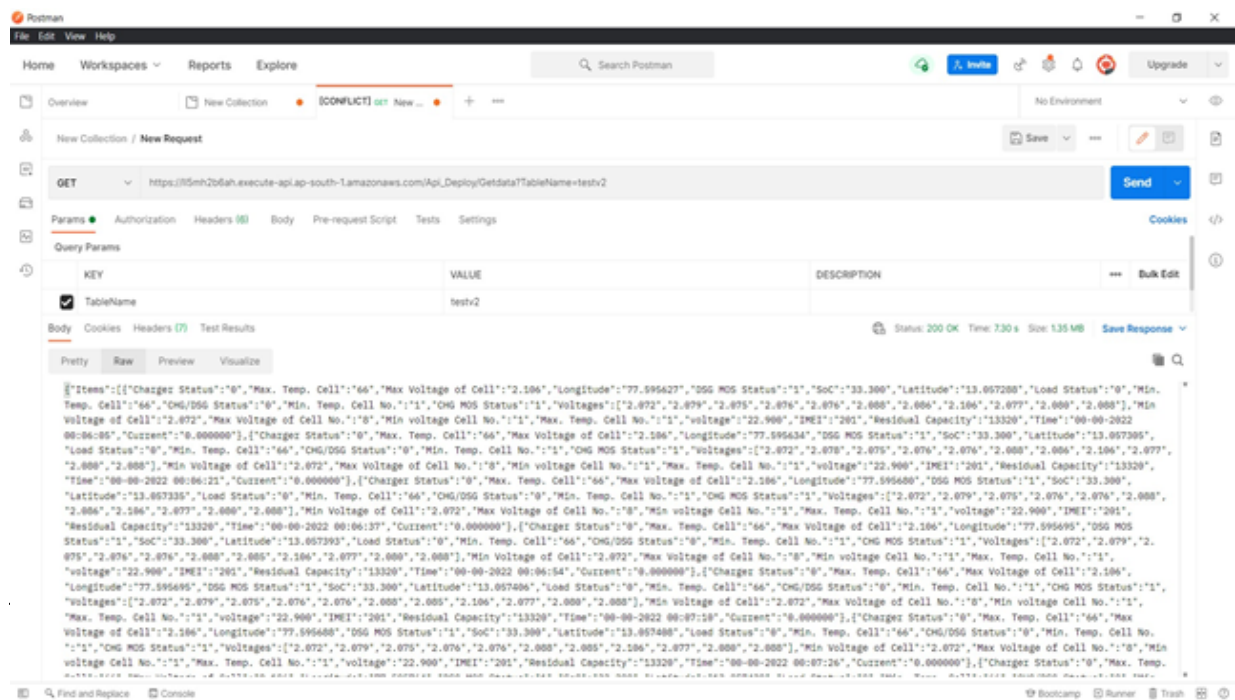 Postman
File Edit View Help
Home Workspaces Reports Explore Search Postman Invite Upgrade
Overview New Collection [CONFLICT] GET New ... No Environment
New Collection / New Request Save
GET https://li5mh2b6ah.execute-api.ap-south-1.amazonaws.com/Api_Deploy/Getdata?TableName=testv2 Send
Params Authorization Headers (6) Body Pre-request Script Tests Settings Cookies
Query Params
KEY VALUE DESCRIPTION Bulk Edit
TableName testv2
Body Cookies Headers (7) Test Results Status: 200 OK Time: 7.30 s Size: 1.35 MB Save Response
Pretty Raw Preview Visualize
{"Items":[{"Charger Status":"0","Max. Temp. Cell":"66","Max Voltage of Cell":"2.106","Longitude":"77.595627","DSG MOS Status":"1","SoC":"33.300","Latitude":"13.057288","Load Status":"0","Min.
Temp. Cell":"66","CHG/DSG Status":"0","Min. Temp. Cell No.":"1","CHG MOS Status":"1","Voltages":["2.072","2.079","2.075","2.076","2.076","2.088","2.086","2.106","2.077","2.080","2.088"],"Min
Voltage of Cell":"2.072","Max Voltage of Cell No.":"8","Min voltage Cell No.":"1","Max. Temp. Cell No.":"1","voltage":"22.900","IMEI":"201","Residual Capacity":"13320","Time":"00-00-2022
00:06:05","Current":"0.000000"},{"Charger Status":"0","Max. Temp. Cell":"66","Max Voltage of Cell":"2.106","Longitude":"77.595634","DSG MOS Status":"1","SoC":"33.300","Latitude":"13.057305",
"Load Status":"0","Min. Temp. Cell":"66","CHG/DSG Status":"0","Min. Temp. Cell No.":"1","CHG MOS Status":"1","Voltages":["2.072","2.078","2.075","2.076","2.076","2.088","2.086","2.106","2.077",
"2.080","2.088"],"Min Voltage of Cell":"2.072","Max Voltage of Cell No.":"8","Min voltage Cell No.":"1","Max. Temp. Cell No.":"1","voltage":"22.900","IMEI":"201","Residual Capacity":"13320",
"Time":"00-00-2022 00:06:21","Current":"0.000000"},{"Charger Status":"0","Max. Temp. Cell":"66","Max Voltage of Cell":"2.106","Longitude":"77.595680","DSG MOS Status":"1","SoC":"33.300",
"Latitude":"13.057335","Load Status":"0","Min. Temp. Cell":"66","CHG/DSG Status":"0","Min. Temp. Cell No.":"1","CHG MOS Status":"1","Voltages":["2.072","2.079","2.075","2.076","2.076","2.088",
"2.086","2.106","2.077","2.080","2.088"],"Min Voltage of Cell":"2.072","Max Voltage of Cell No.":"8","Min voltage Cell No.":"1","Max. Temp. Cell No.":"1","voltage":"22.900","IMEI":"201",
"Residual Capacity":"13320","Time":"00-00-2022 00:06:37","Current":"0.000000"},{"Charger Status":"0","Max. Temp. Cell":"66","Max Voltage of Cell":"2.106","Longitude":"77.595695","DSG MOS
Status":"1","SoC":"33.300","Latitude":"13.057393","Load Status":"0","Min. Temp. Cell":"66","CHG/DSG Status":"0","Min. Temp. Cell No.":"1","CHG MOS Status":"1","Voltages":["2.072","2.079","2.
075","2.076","2.076","2.088","2.085","2.106","2.077","2.080","2.088"],"Min Voltage of Cell":"2.072","Max Voltage of Cell No.":"8","Min voltage Cell No.":"1","Max. Temp. Cell No.":"1",
"voltage":"22.900","IMEI":"201","Residual Capacity":"13320","Time":"00-00-2022 00:06:54","Current":"0.000000"},{"Charger Status":"0","Max. Temp. Cell":"66","Max Voltage of Cell":"2.106",
"Longitude":"77.595695","DSG MOS Status":"1","SoC":"33.300","Latitude":"13.057406","Load Status":"0","Min. Temp. Cell":"66","CHG/DSG Status":"0","Min. Temp. Cell No.":"1","CHG MOS Status":"1",
"Voltages":["2.072","2.079","2.075","2.076","2.076","2.088","2.085","2.106","2.077","2.080","2.088"],"Min Voltage of Cell":"2.072","Max Voltage of Cell No.":"8","Min voltage Cell No.":"1",
"Max. Temp. Cell No.":"1","voltage":"22.900","IMEI":"201","Residual Capacity":"13320","Time":"00-00-2022 00:07:10","Current":"0.000000"},{"Charger Status":"0","Max. Temp. Cell":"66","Max
Voltage of Cell":"2.106","Longitude":"77.595688","DSG MOS Status":"1","SoC":"33.300","Latitude":"13.057408","Load Status":"0","Min. Temp. Cell":"66","CHG/DSG Status":"0","Min. Temp. Cell No.
":"1","CHG MOS Status":"1","Voltages":["2.072","2.079","2.075","2.076","2.076","2.088","2.085","2.106","2.077","2.080","2.088"],"Min Voltage of Cell":"2.072","Max Voltage of Cell No.":"8","Min
voltage Cell No.":"1","Max. Temp. Cell No.":"1","voltage":"22.900","IMEI":"201","Residual Capacity":"13320","Time":"00-00-2022 00:07:26","Current":"0.000000"},{"Charger Status":"0","Max. Temp.
Find and Replace Console Bootcamp Runner Trash